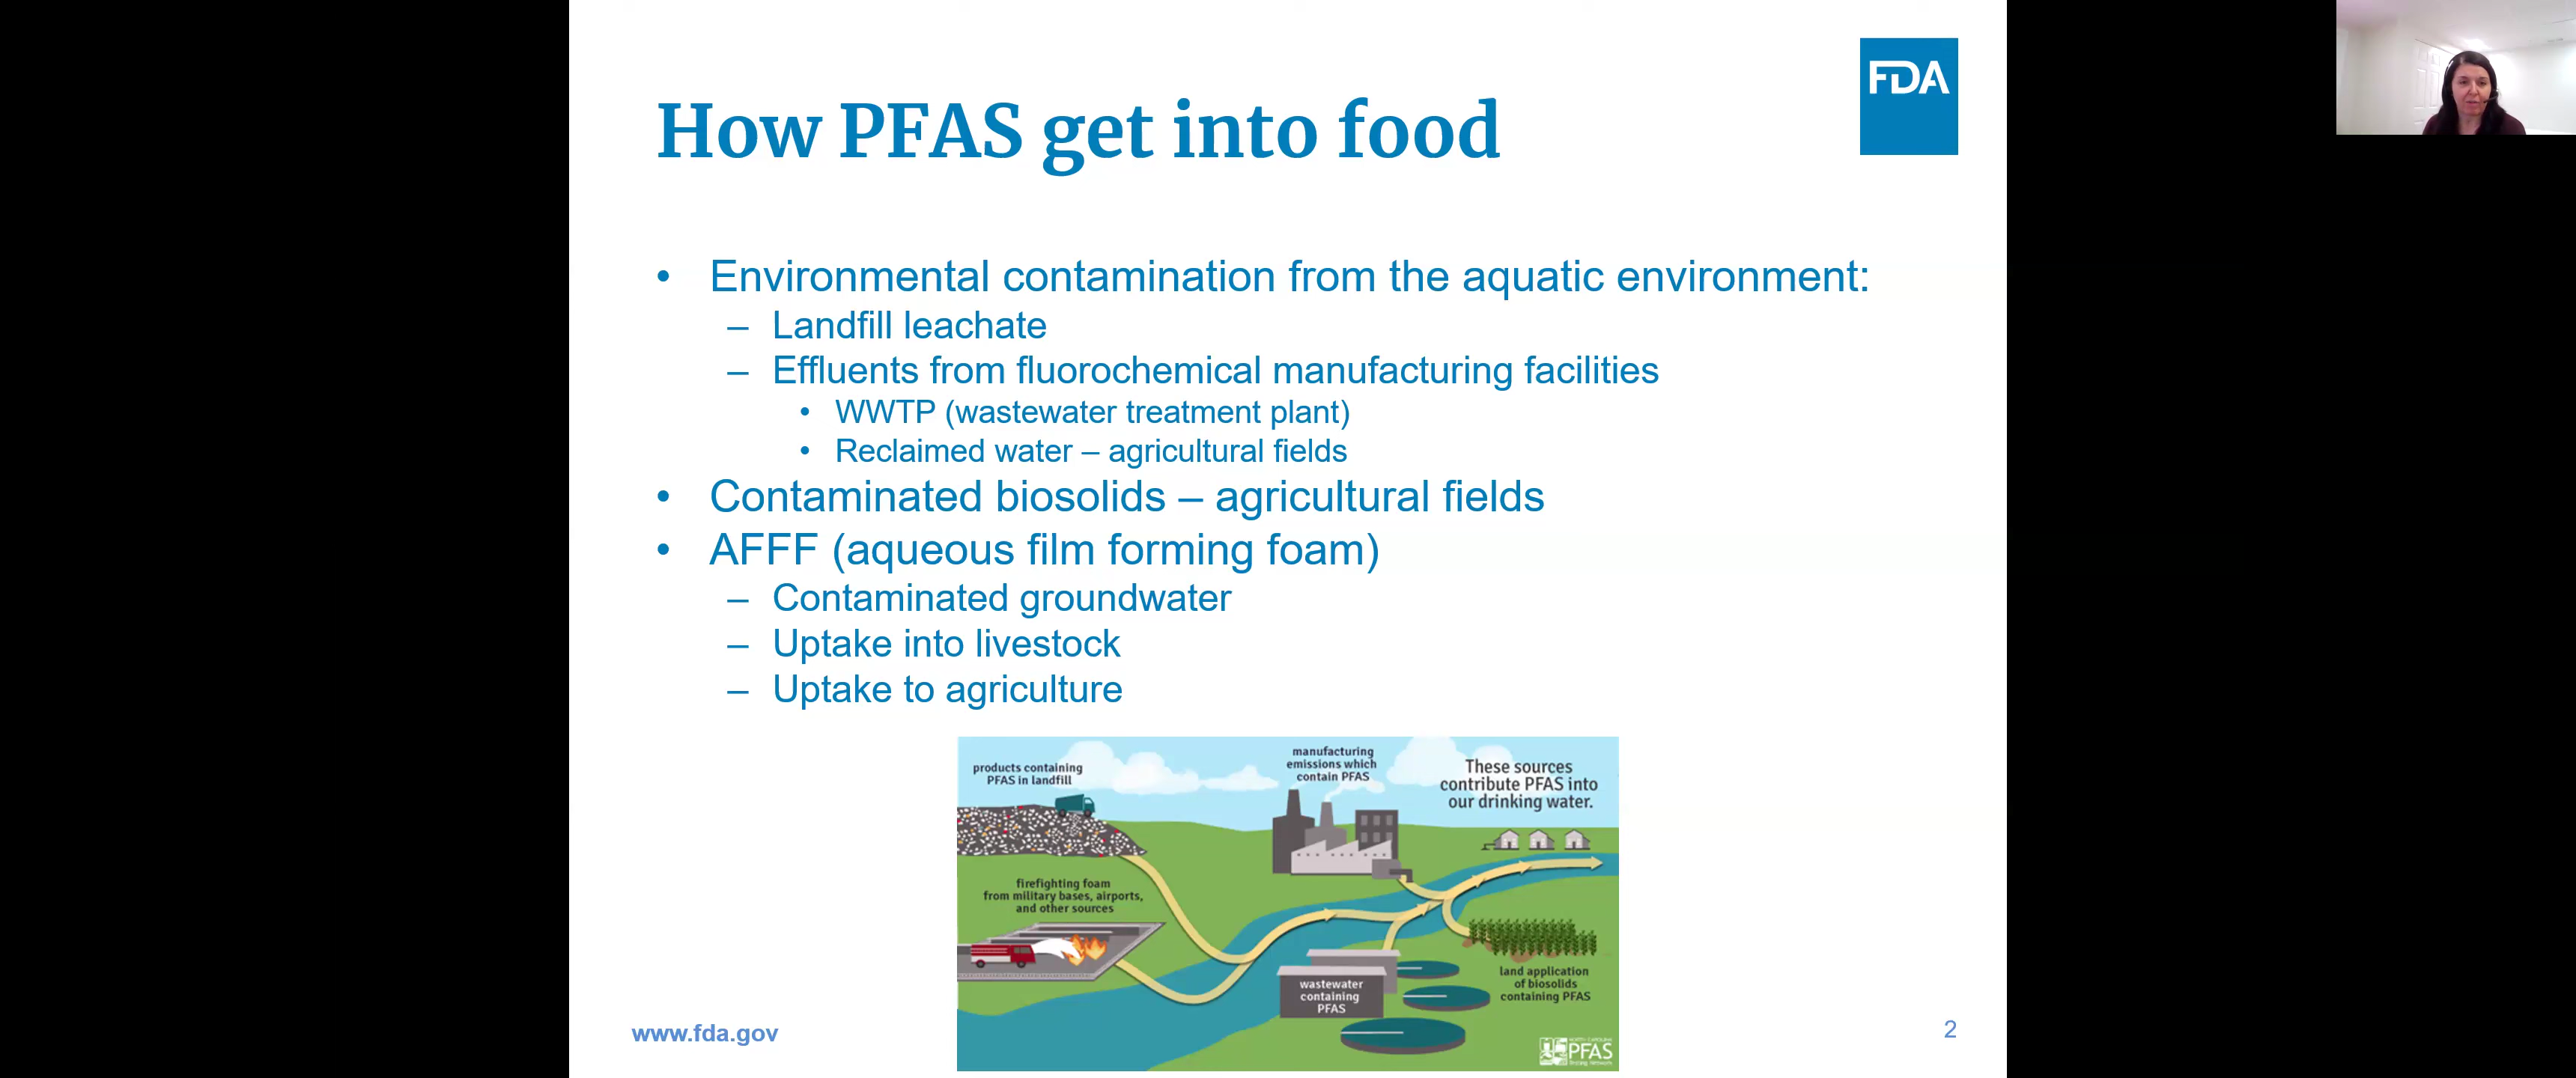 FDA
How PFAS get into food
• Environmental contamination from the aquatic environment:
– Landfill leachate
– Effluents from fluorochemical manufacturing facilities
• WWTP (wastewater treatment plant)
• Reclaimed water – agricultural fields
• Contaminated biosolids – agricultural fields
• AFFF (aqueous film forming foam)
– Contaminated groundwater
– Uptake into livestock
– Uptake to agriculture
products containing
PFAS in landfill
manufacturing
emissions which
contain PFAS
These sources
contribute PFAS into
our drinking water.
firefighting foam
from military bases, airports,
and other sources
wastewater
containing
PFAS
land application
of biosolids
containing PFAS
PFAS
www.fda.gov
2